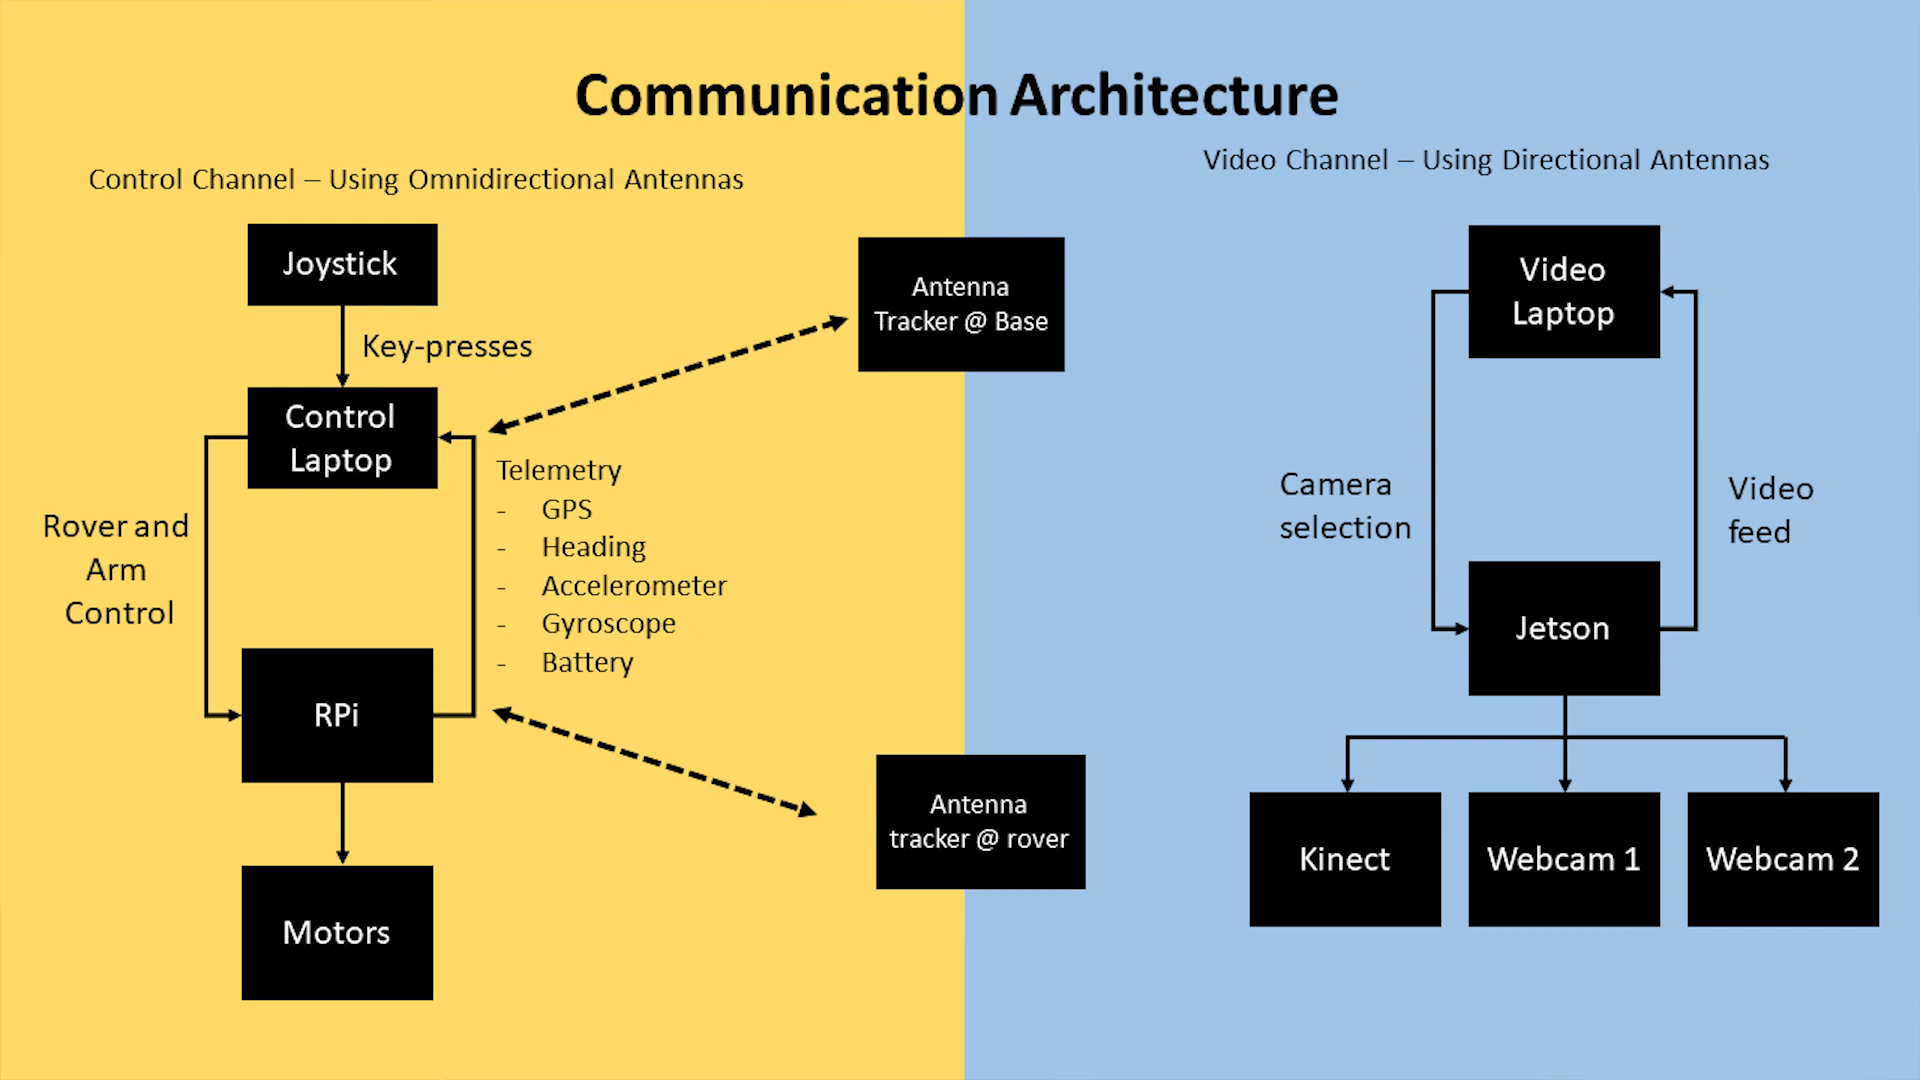 Communication Architecture
Control Channel – Using Omnidirectional Antennas
Joystick
Key-presses
Control
Laptop
Rover and
Arm
Control
Telemetry
- GPS
- Heading
- Accelerometer
- Gyroscope
- Battery
RPi
Motors
Antenna
Tracker @ Base
Antenna
tracker @ rover
Video Channel – Using Directional Antennas
Video
Laptop
Camera
selection
Video
feed
Jetson
Kinect
Webcam 1
Webcam 2